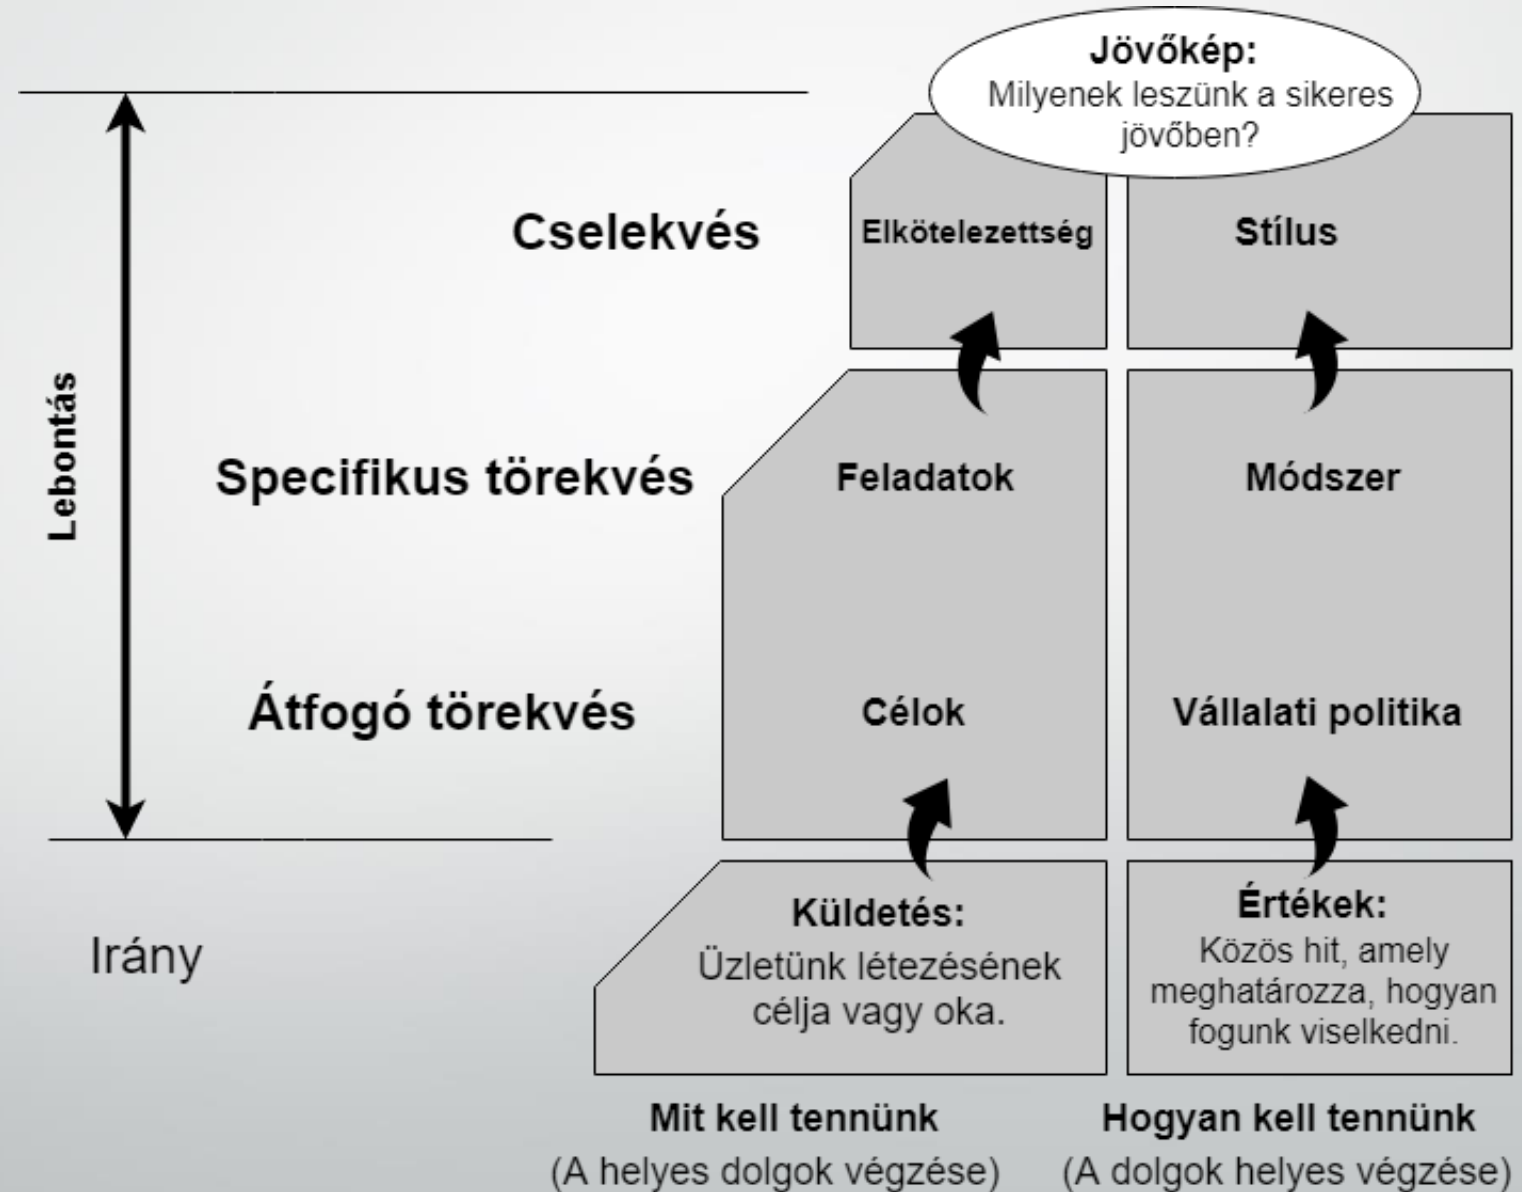 Jövőkép:
Milyenek leszünk a sikeres
jövőben?
Cselekvés
Elkötelezettség
Stílus
Lebontás
Specifikus törekvés
Feladatok
Módszer
Átfogó törekvés
Célok
Vállalati politika
Irány
Küldetés:
Üzletünk létezésének
célja vagy oka.
Értékek:
Közös hit, amely
meghatározza, hogyan
fogunk viselkedni.
Mit kell tennünk
(A helyes dolgok végzése)
Hogyan kell tennünk
(A dolgok helyes végzése)